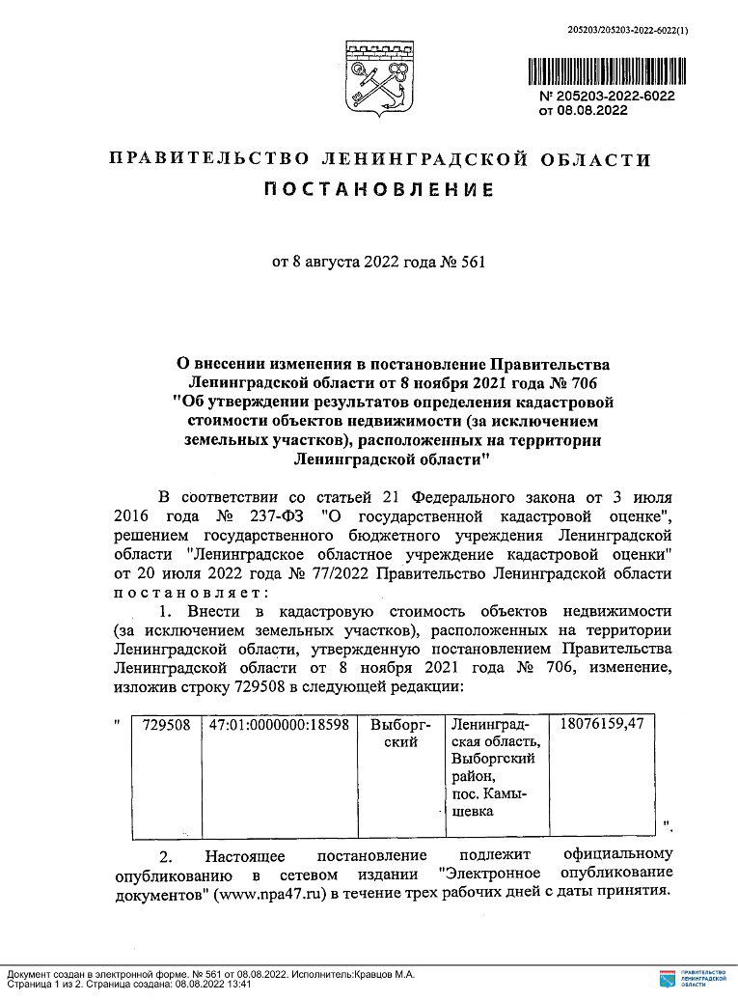 205203/205203-2022-6022(1)
№ 205203-2022-6022
от 08.08.2022
ПРАВИТЕЛЬСТВО ЛЕНИНГРАДСКОЙ ОБЛАСТИ
ПОСТАНОВЛЕНИЕ
от 8 августа 2022 года № 561
О внесении изменения в постановление Правительства
Ленинградской области от 8 ноября 2021 года № 706
"Об утверждении результатов определения кадастровой
стоимости объектов недвижимости (за исключением
земельных участков), расположенных на территории
Ленинградской области"
В соответствии со статьей 21 Федерального закона от 3 июля
2016 года № 237-ФЗ "О государственной кадастровой оценке",
решением государственного бюджетного учреждения Ленинградской
области "Ленинградское областное учреждение кадастровой оценки"
от 20 июля 2022 года № 77/2022 Правительство Ленинградской области
постановляет:
1. Внести в кадастровую стоимость объектов недвижимости
(за исключением земельных участков), расположенных на территории
Ленинградской области, утвержденную постановлением Правительства
Ленинградской области от 8 ноября 2021 года № 706, изменение,
изложив строку 729508 в следующей редакции:
" 729508 47:01:0000000:18598 Выборг- Ленинград- 18076159,47
ский ская область,
Выборгский
район,
пос. Камы-
шевка
".
2. Настоящее постановление подлежит официальному
опубликованию в сетевом издании "Электронное опубликование
документов" (www.npa47.ru) в течение трех рабочих дней с даты принятия.
Документ создан в электронной форме. № 561 от 08.08.2022. Исполнитель:Кравцов М.А.
Страница 1 из 2. Страница создана: 08.08.2022 13:41
ПРАВИТЕЛЬСТВО
ЛЕНИНГРАДСКОЙ
ОБЛАСТИ